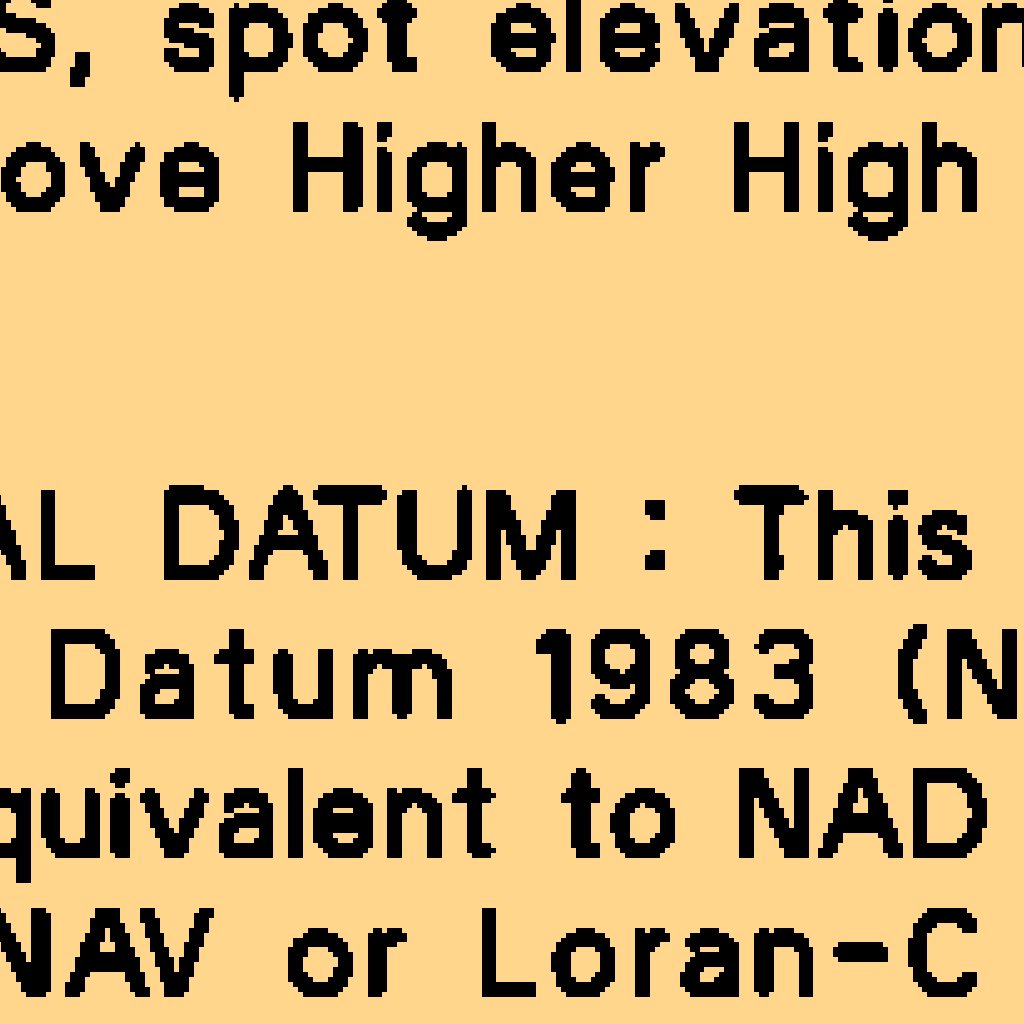 S, spot elevation
ove Higher High
AL DATUM : This
Datum 1983 (N
quivalent to NAD
NAV or Loran-C